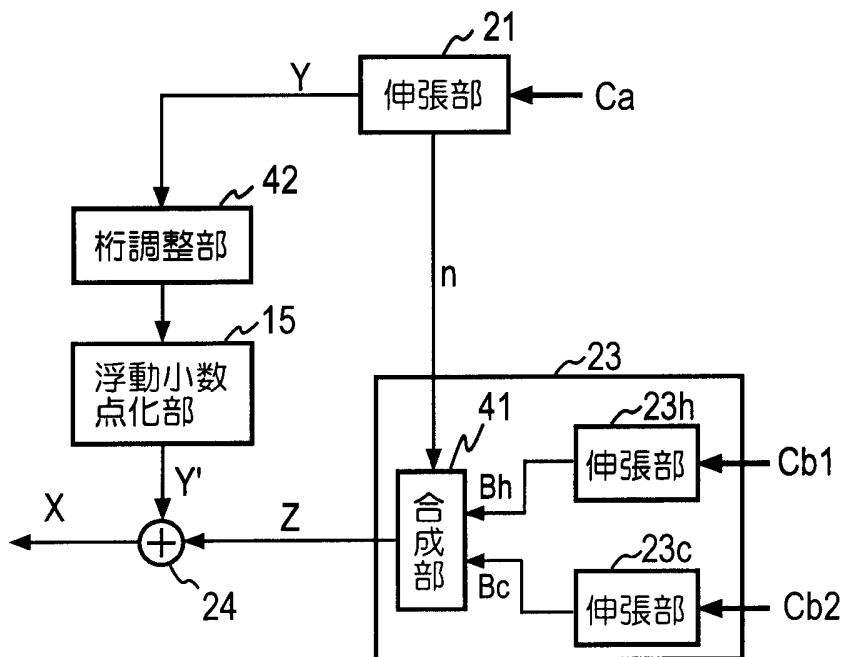 21
Y
伸張部
Ca
42
桁調整部
n
15
浮動小数
点化部
23
41
23h
伸張部
Cb1
Bh
Y'
X
Z
合成部
23c
Bc
伸張部
Cb2
24